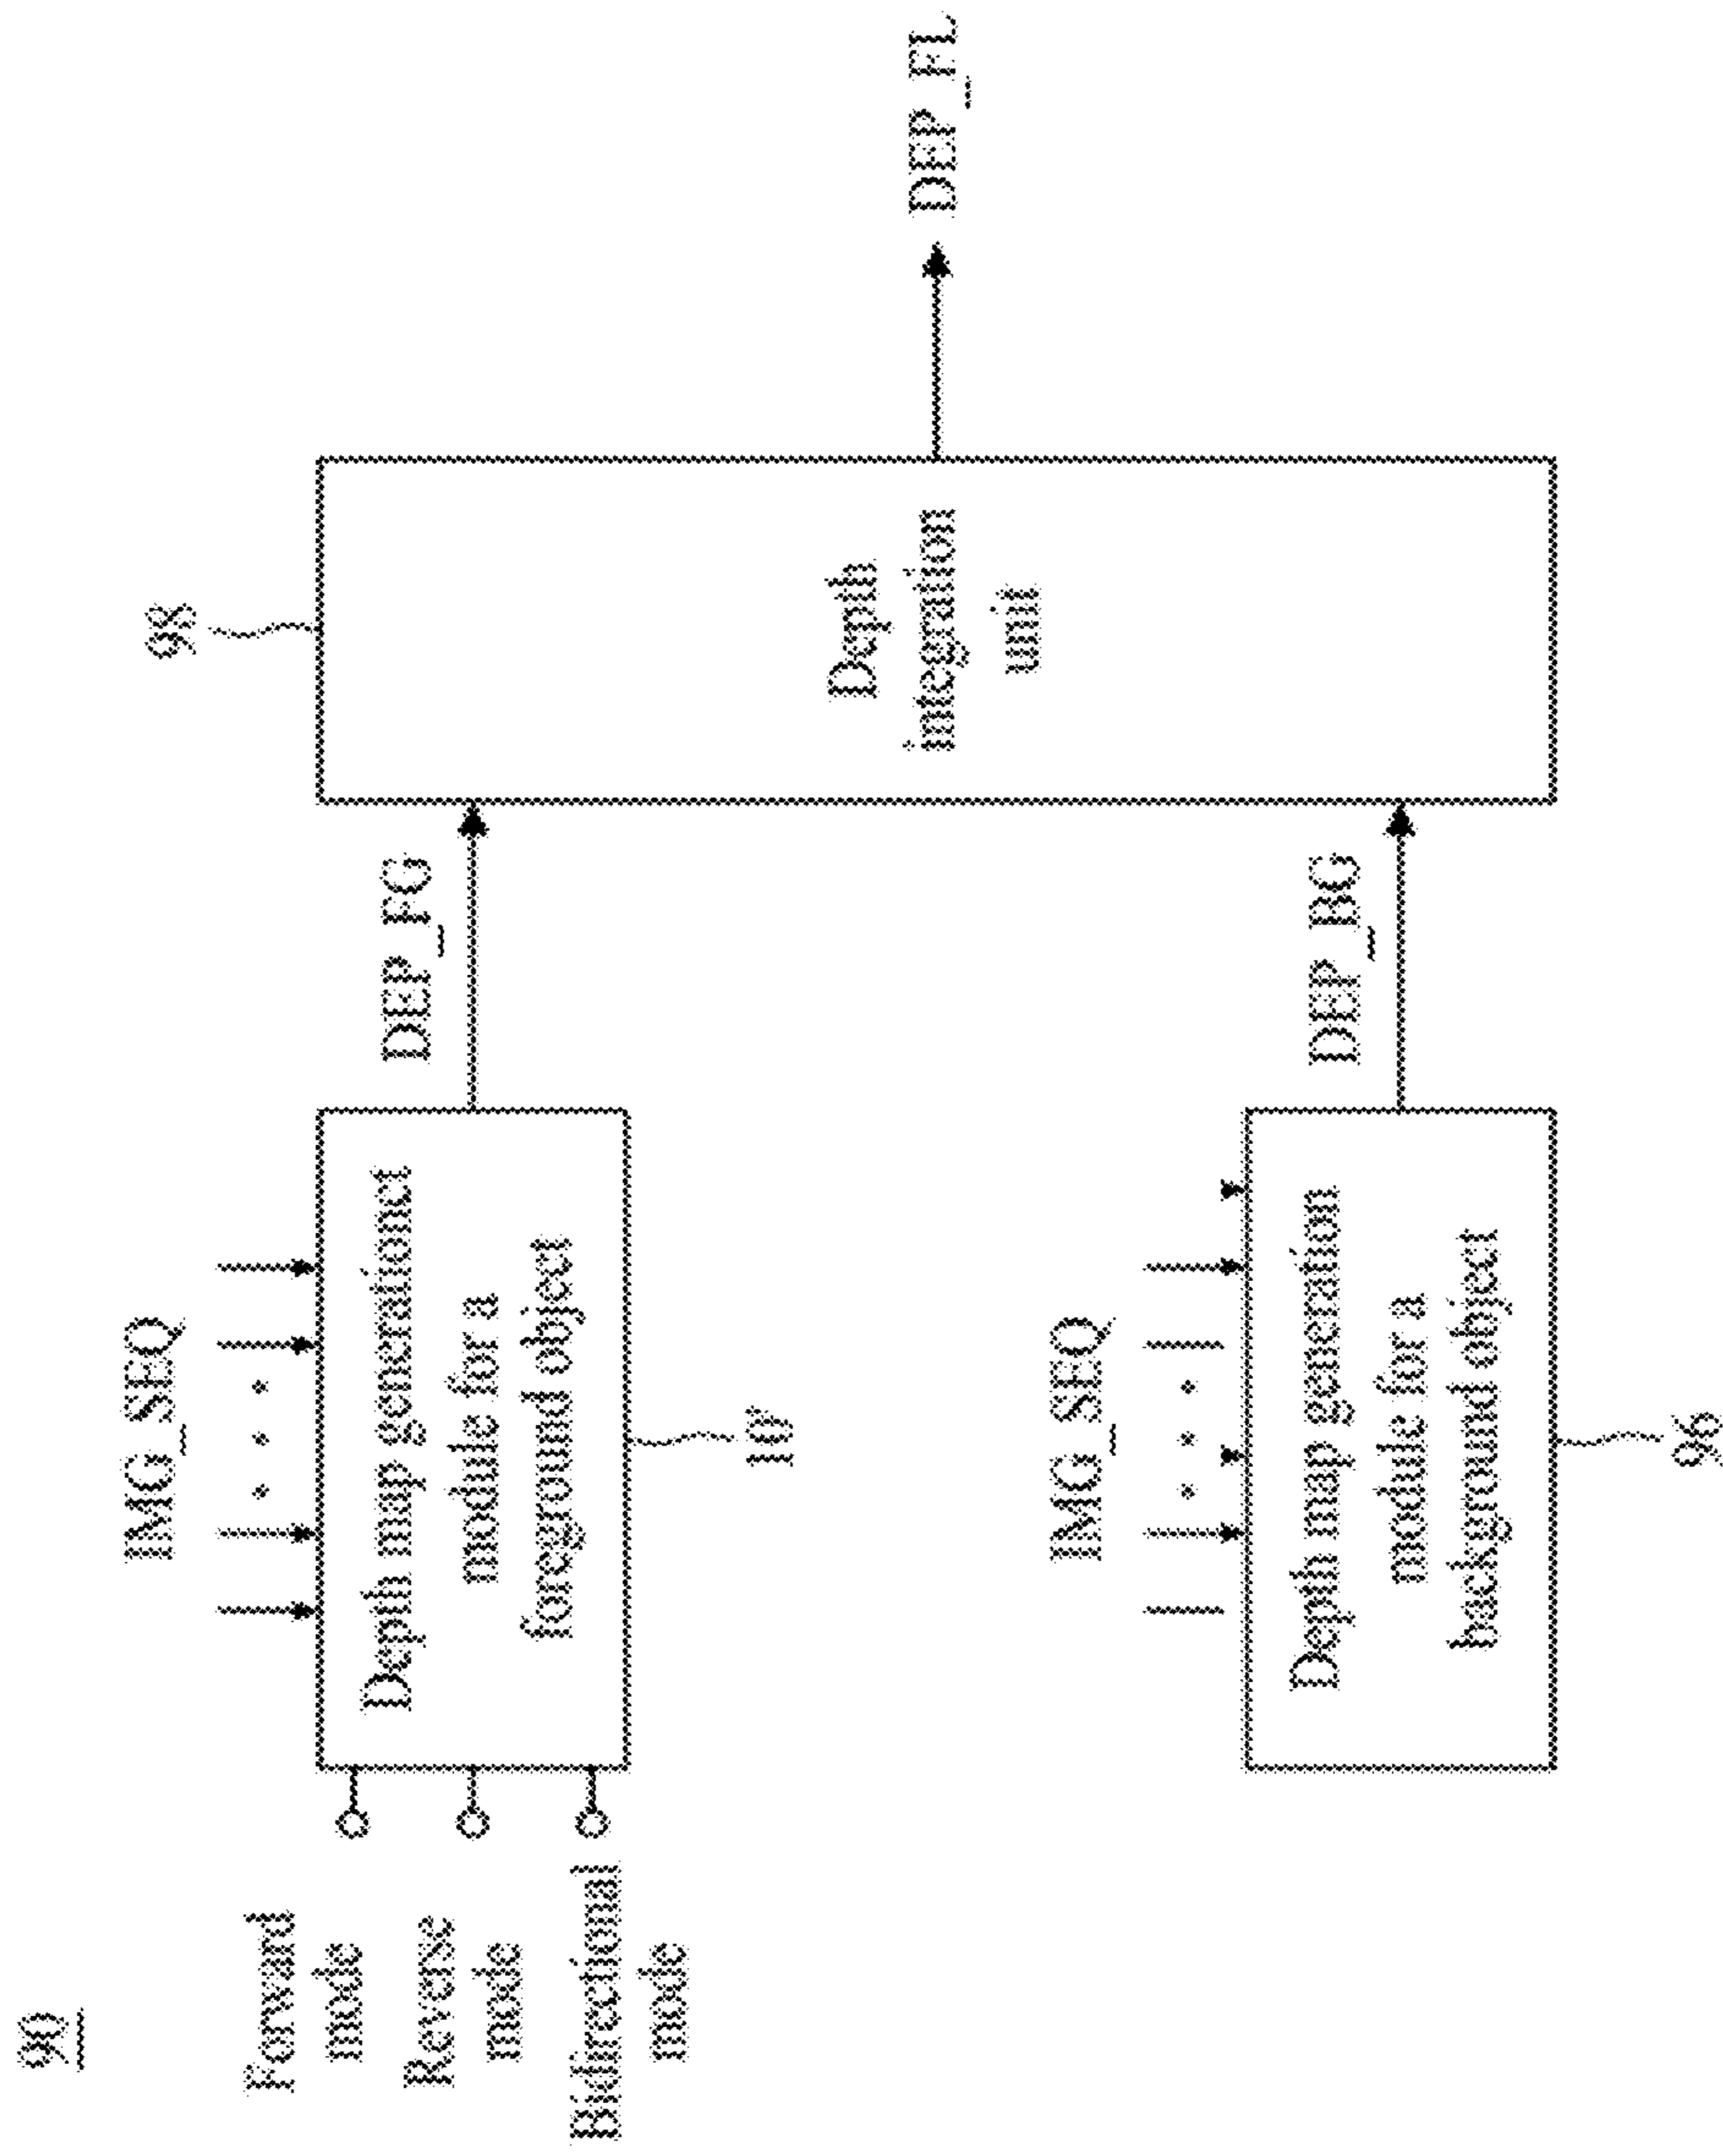 90
IMG_SEQ
98
Forward
mode
Reverse
mode
Bidirectional
mode
Depth map generationct
module for a
foreground object
DEP_FG
10'
Depth
integration
unit
DEP_FL
IMG_SEQ
Depth map generation
module for a
background object
DEP_BG
96